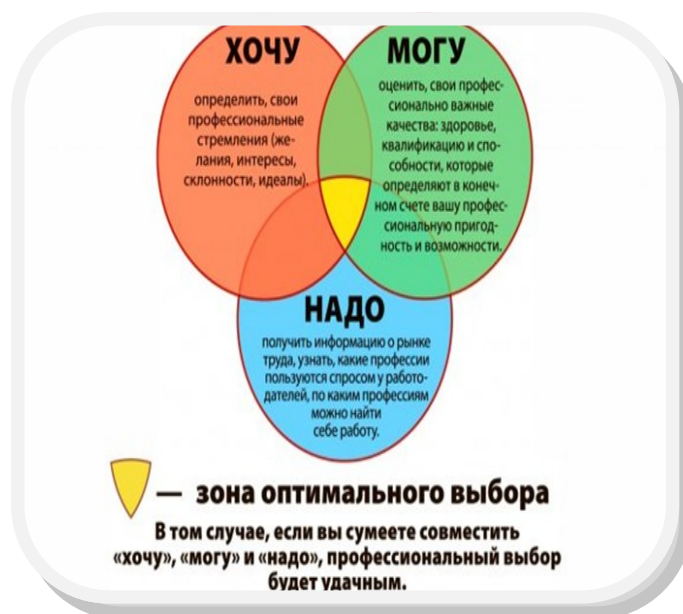 ХОЧУ
определить, свои
профессиональные
стремления (же-
лания, интересы,
склонности, идеалы).
МОГУ
оценить, свои профес-
сионально важные
качества: здоровье,
квалификацию и спо-
собности, которые
определяют в конеч-
ном счете вашу профес-
сиональную пригод-
ность и возможности.
НАДО
получить информацию о рынке
труда, узнать, какие профессии
пользуются спросом у работо-
дателей, по каким профессиям
можно найти
себе работу.
— зона оптимального выбора
В том случае, если вы сумеете совместить
«хочу», «могу» и «надо», профессиональный выбор
будет удачным.